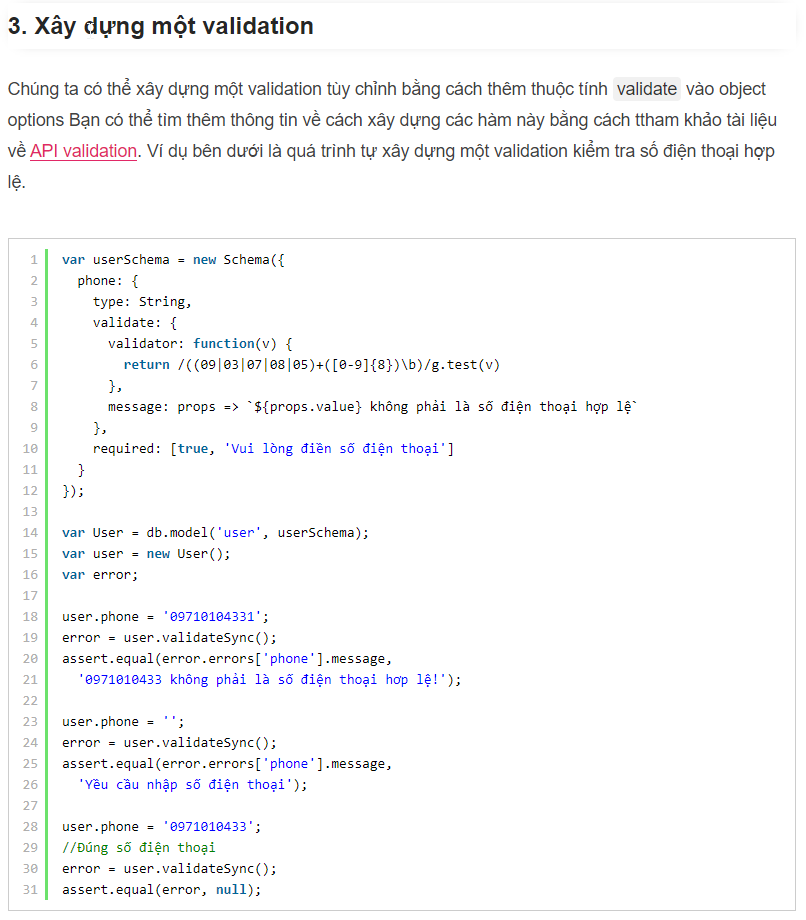 3. Xây dựng một validation
Chúng ta có thể xây dựng một validation tùy chỉnh bằng cách thêm thuộc tính validate vào object
options Bạn có thể tìm thêm thông tin về cách xây dựng các hàm này bằng cách ttham khảo tài liệu
về API validation. Ví dụ bên dưới là quá trình tự xây dựng một validation kiểm tra số điện thoại hợp
lệ.
1 var userSchema = new Schema({
2 phone: {
3 type: String,
4 validate: {
5 validator: function(v) {
6 return /((09|03|07|08|05)+([0-9]{8})\b)/g.test(v)
7 },
8 message: props => `${props.value} không phải là số điện thoại hợp lệ`
9 },
10 required: [true, 'Vui lòng điền số điện thoại']
11 }
12 });
13
14 var User = db.model('user', userSchema);
15 var user = new User();
16 var error;
17
18 user.phone = '09710104331';
19 error = user.validateSync();
20 assert.equal(error.errors['phone'].message,
21 '0971010433 không phải là số điện thoại hơp lệ!');
22
23 user.phone = '';
24 error = user.validateSync();
25 assert.equal(error.errors['phone'].message,
26 'Yều cầu nhập số điện thoại');
27
28 user.phone = '0971010433';
29 //Đúng số điện thoại
30 error = user.validateSync();
31 assert.equal(error, null);